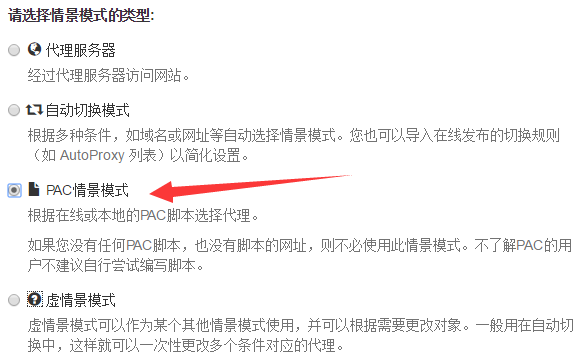 请选择情景模式的类型:
代理服务器
经过代理服务器访问网站。
自动切换模式
根据多种条件，如域名或网址等自动选择情景模式。您也可以导入在线发布的切换规则
（如 AutoProxy 列表）以简化设置。
PAC情景模式
根据在线或本地的PAC脚本选择代理。
如果您没有任何PAC脚本，也没有脚本的网址，则不必使用此情景模式。不了解PAC的用
户不建议自行尝试编写脚本。
虚情景模式
虚情景模式可以作为某个其他情景模式使用，并可以根据需要更改对象。一般用在自动切
换中，这样就可以一次性更改多个条件对应的代理。